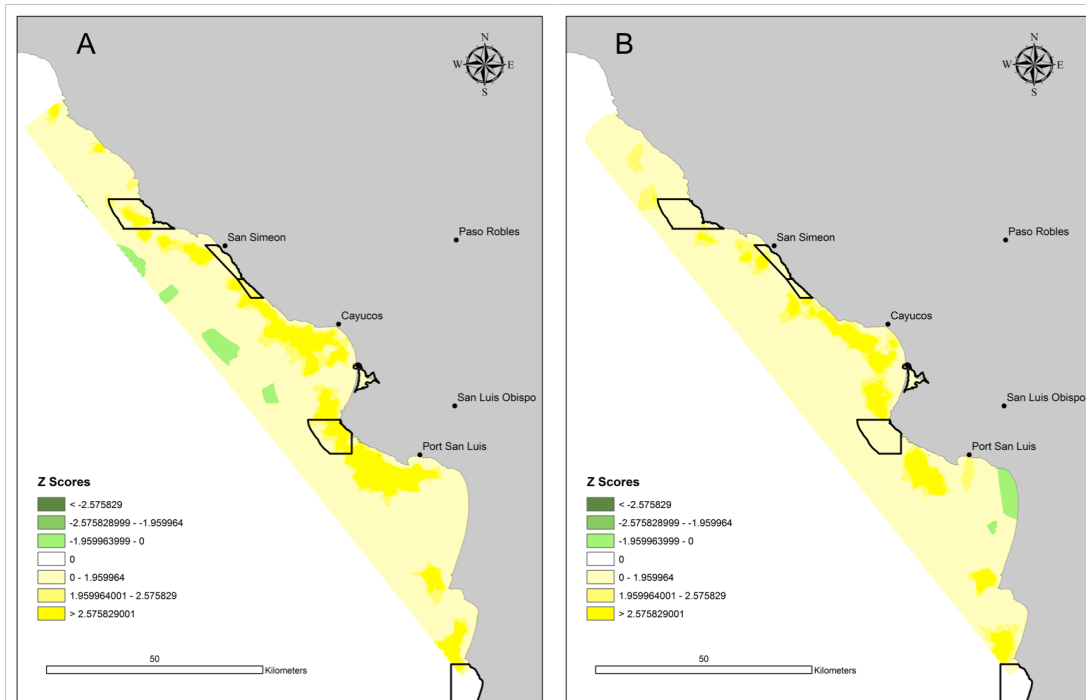 A
N
W E
S
San Simeon
Paso Robles
Cayucos
San Luis Obispo
Port San Luis
Z Scores
< -2.575829
-2.575828999 - -1.959964
-1.959963999 - 0
0
0 - 1.959964
1.959964001 - 2.575829
> 2.575829001
50
Kilometers
B
N
W E
S
San Simeon
Paso Robles
Cayucos
San Luis Obispo
Port San Luis
Z Scores
< -2.575829
-2.575828999 - -1.959964
-1.959963999 - 0
0
0 - 1.959964
1.959964001 - 2.575829
> 2.575829001
50
Kilometers